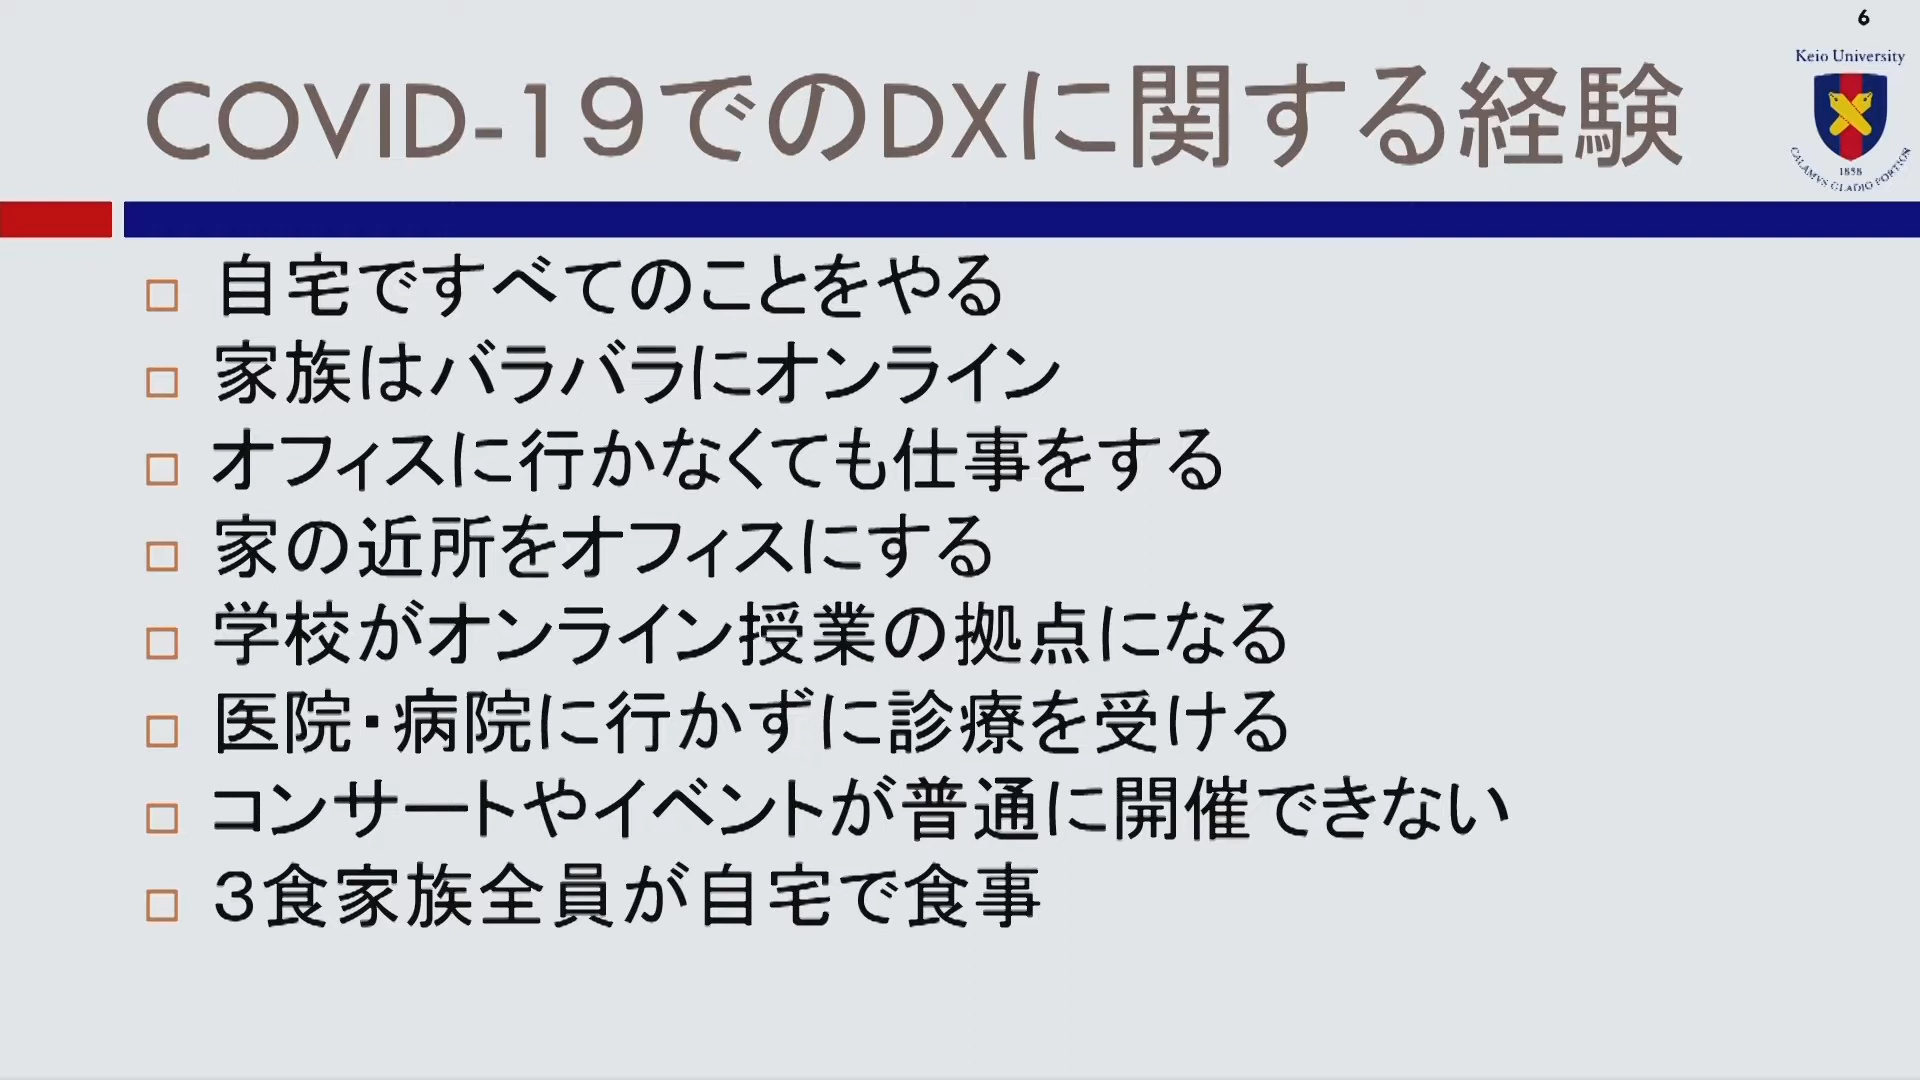 6
Keio University
COVID-19でのDXに関する経験
1858
CALAMVS GLADIO FORTIOR
自宅ですべてのことをやる
家族はバラバラにオンライン
オフィスに行かなくても仕事をする
家の近所をオフィスにする
学校がオンライン授業の拠点になる
医院・病院に行かずに診療を受ける
コンサートやイベントが普通に開催できない
３食家族全員が自宅で食事